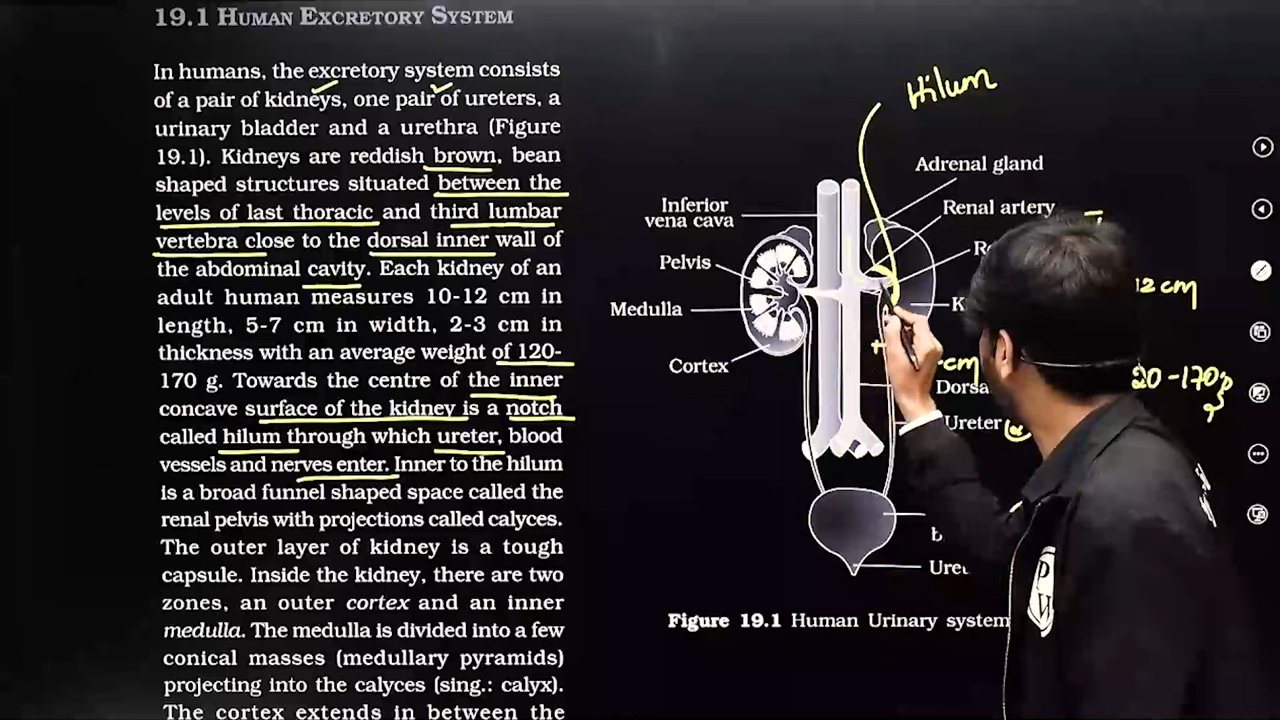 19.1 HUMAN EXCRETORY SYSTEM
In humans, the excretory system consists
of a pair of kidneys, one pair of ureters, a
urinary bladder and a urethra (Figure
19.1). Kidneys are reddish brown, bean
shaped structures situated between the
levels of last thoracic and third lumbar
vertebra close to the dorsal inner wall of
the abdominal cavity. Each kidney of an
adult human measures 10-12 cm in
length, 5-7 cm in width, 2-3 cm in
thickness with an average weight of 120-
170 g. Towards the centre of the inner
concave surface of the kidney is a notch
called hilum through which ureter, blood
vessels and nerves enter. Inner to the hilum
is a broad funnel shaped space called the
renal pelvis with projections called calyces.
The outer layer of kidney is a tough
capsule. Inside the kidney, there are two
zones, an outer cortex and an inner
medulla. The medulla is divided into a few
conical masses (medullary pyramids)
projecting into the calyces (sing.: calyx).
The cortex extends in between the
Hilum
Adrenal gland
Renal artery
Inferior
vena cava
Pelvis
Medulla
Cortex
12 cm
cm
-170g
Dorsa
Ureter
Uret
Figure 19.1 Human Urinary system
P
W